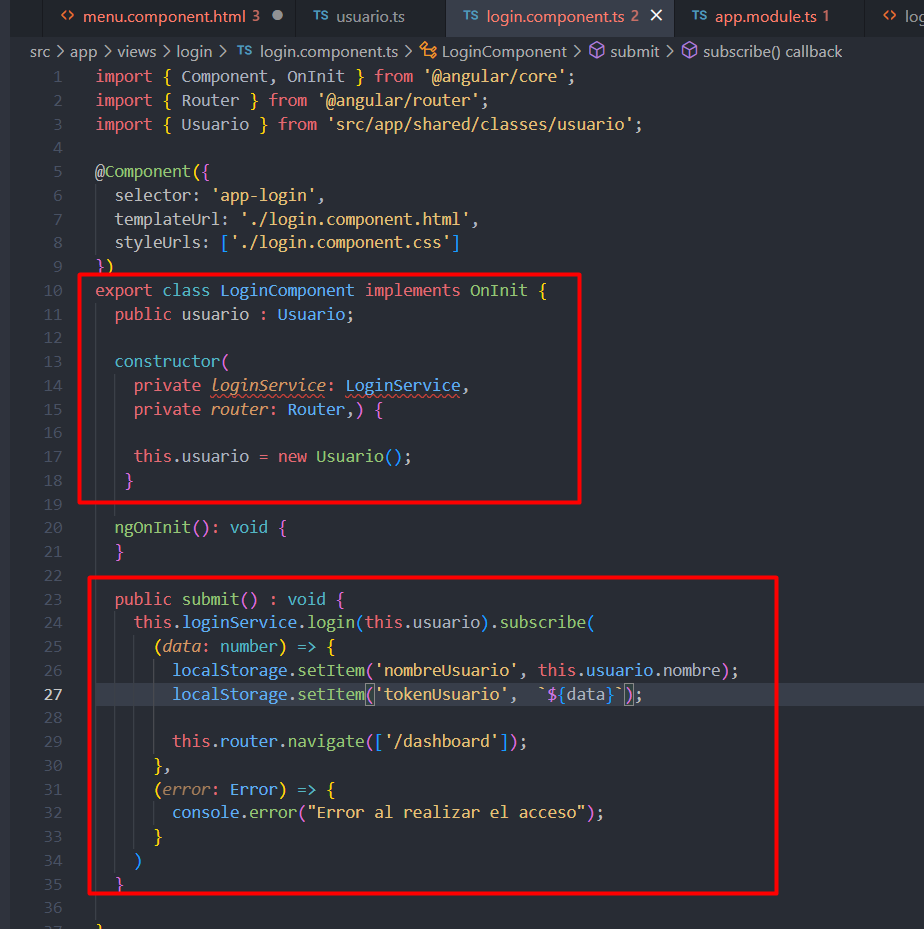 menu.component.html 3
TS usuario.ts
TS login.component.ts 2
TS app.module.ts 1
src > app > views > login > TS login.component.ts > LoginComponent > submit > subscribe() callback
1 import { Component, OnInit } from '@angular/core';
2 import { Router } from '@angular/router';
3 import { Usuario } from 'src/app/shared/classes/usuario';
4
5 @Component({
6   selector: 'app-login',
7   templateUrl: './login.component.html',
8   styleUrls: ['./login.component.css']
9 })
10 export class LoginComponent implements OnInit {
11   public usuario : Usuario;
12
13   constructor(
14     private loginService: LoginService,
15     private router: Router,) {
16
17     this.usuario = new Usuario();
18    }
19
20   ngOnInit(): void {
21   }
22
23   public submit() : void {
24     this.loginService.login(this.usuario).subscribe(
25       (data: number) => {
26         localStorage.setItem('nombreUsuario', this.usuario.nombre);
27         localStorage.setItem('tokenUsuario',  `${data}`);
28
29         this.router.navigate(['/dashboard']);
30       },
31       (error: Error) => {
32         console.error("Error al realizar el acceso");
33       }
34     )
35   }
36